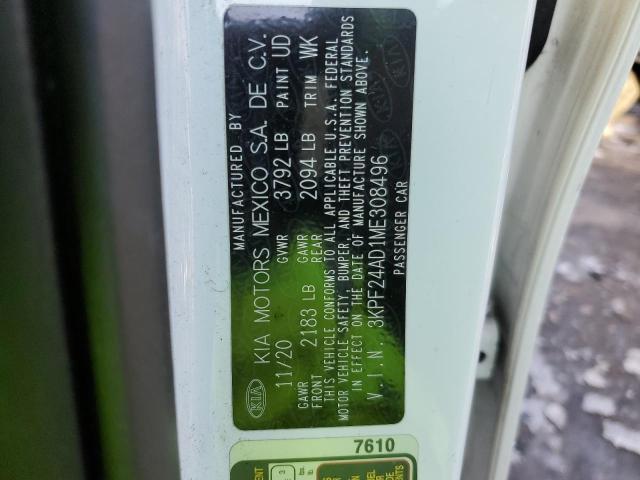 MANUFACTURED BY
KIA MOTORS MEXICO S.A. DE C.V.
11/20 GVWR 3792 LB PAINT UD
GAWR FRONT 2183 LB GAWR REAR 2094 LB TRIM WK
THIS VEHICLE CONFORMS TO ALL APPLICABLE U.S.A. FEDERAL
MOTOR VEHICLE SAFETY, BUMPER, AND THEFT PREVENTION STANDARDS
IN EFFECT ON THE DATE OF MANUFACTURE SHOWN ABOVE.
V.I.N. 3KPF24AD1ME308496
PASSENGER CAR
KIA
7610